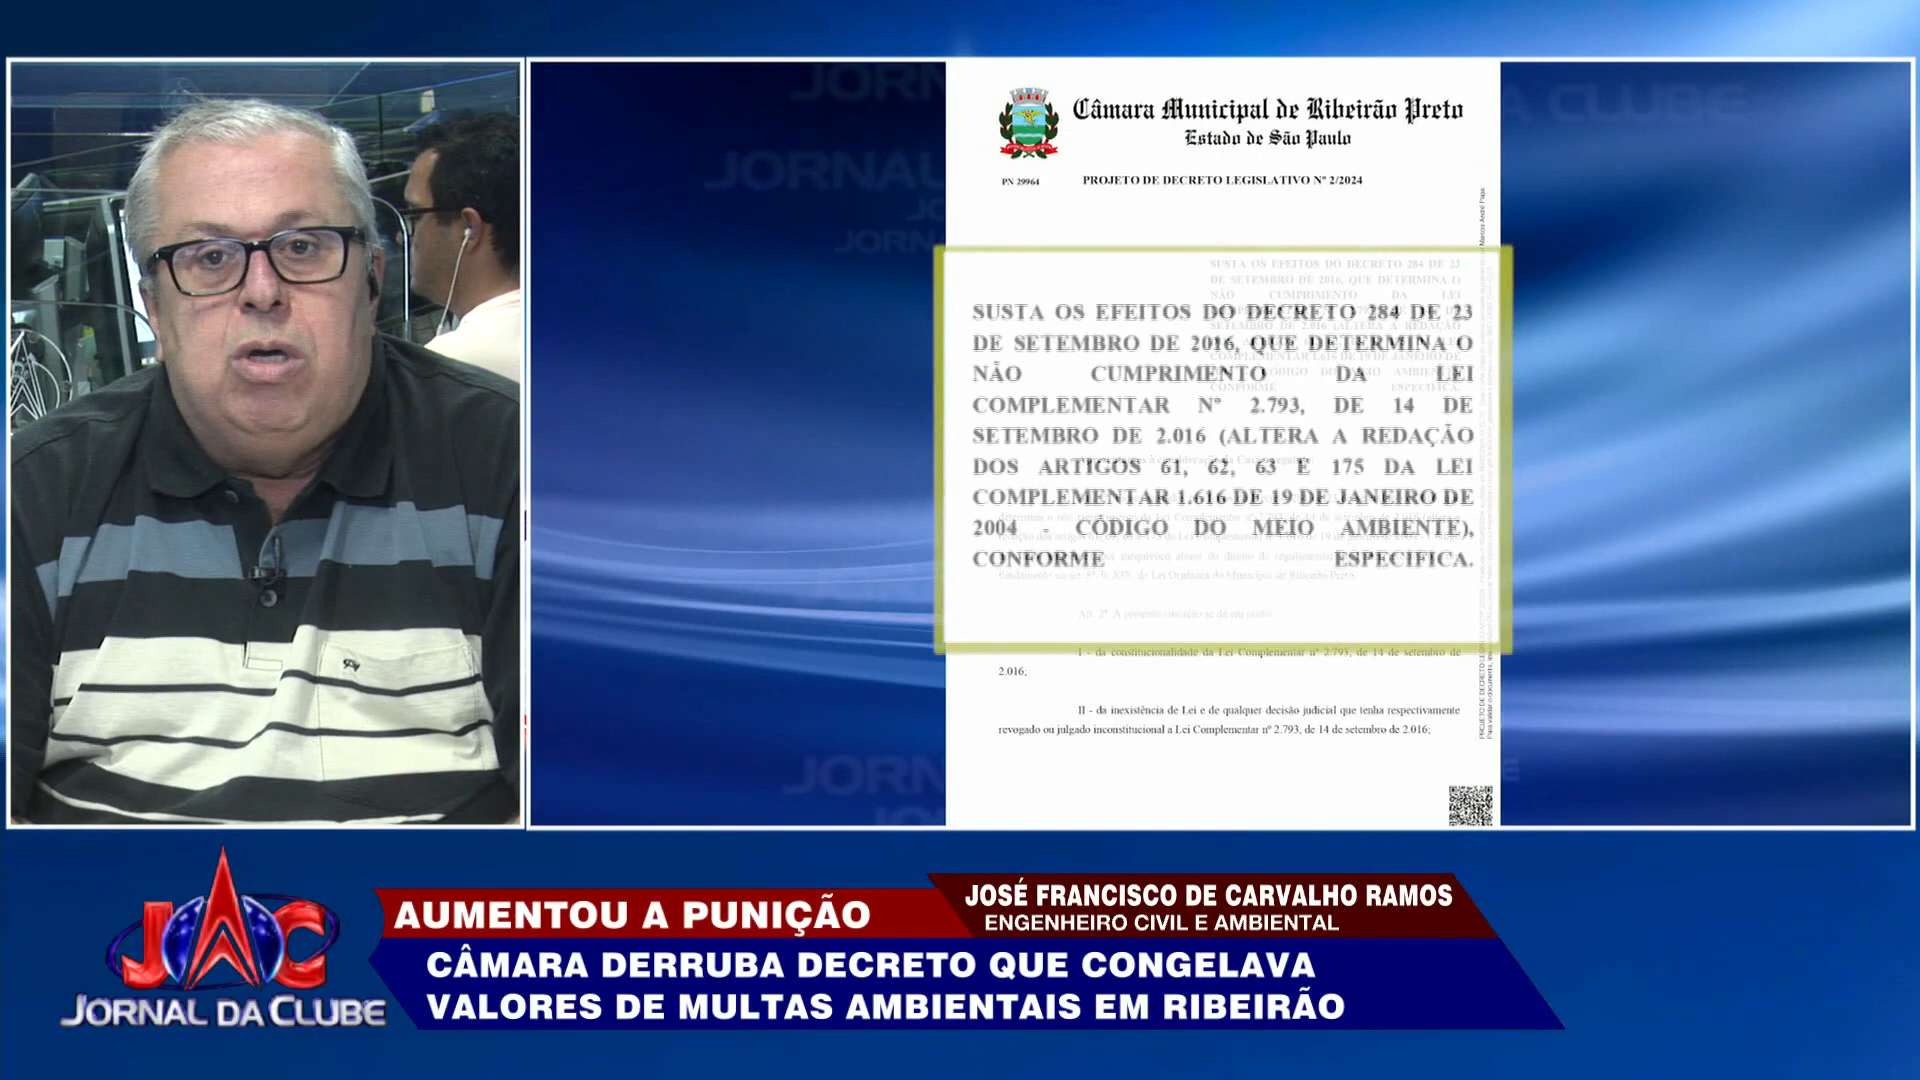 Câmara Municipal de Ribeirão Preto
Estado de São Paulo
PN 29964
PROJETO DE DECRETO LEGISLATIVO Nº 2/2024
SUSTA OS EFEITOS DO DECRETO 284 DE 23
DE SETEMBRO DE 2016, QUE DETERMINA O
NÃO CUMPRIMENTO DA LEI
COMPLEMENTAR Nº 2.793, DE 14 DE
SETEMBRO DE 2.016 (ALTERA A REDAÇÃO
DOS ARTIGOS 61, 62, 63 E 175 DA LEI
COMPLEMENTAR 1.616 DE 19 DE JANEIRO DE
2004 - CÓDIGO DO MEIO AMBIENTE),
CONFORME ESPECIFICA.
Art. 2º. A presente sustação se dá em razão
I - da constitucionalidade da Lei Complementar nº 2.793, de 14 de setembro de
2.016;
II - da inexistência de Lei e de qualquer decisão judicial que tenha respectivamente
revogado ou julgado inconstitucional a Lei Complementar nº 2.793, de 14 de setembro de 2.016;
JAC
JORNAL DA CLUBE
AUMENTOU A PUNIÇÃO
JOSÉ FRANCISCO DE CARVALHO RAMOS
ENGENHEIRO CIVIL E AMBIENTAL
CÂMARA DERRUBA DECRETO QUE CONGELAVA
VALORES DE MULTAS AMBIENTAIS EM RIBEIRÃO